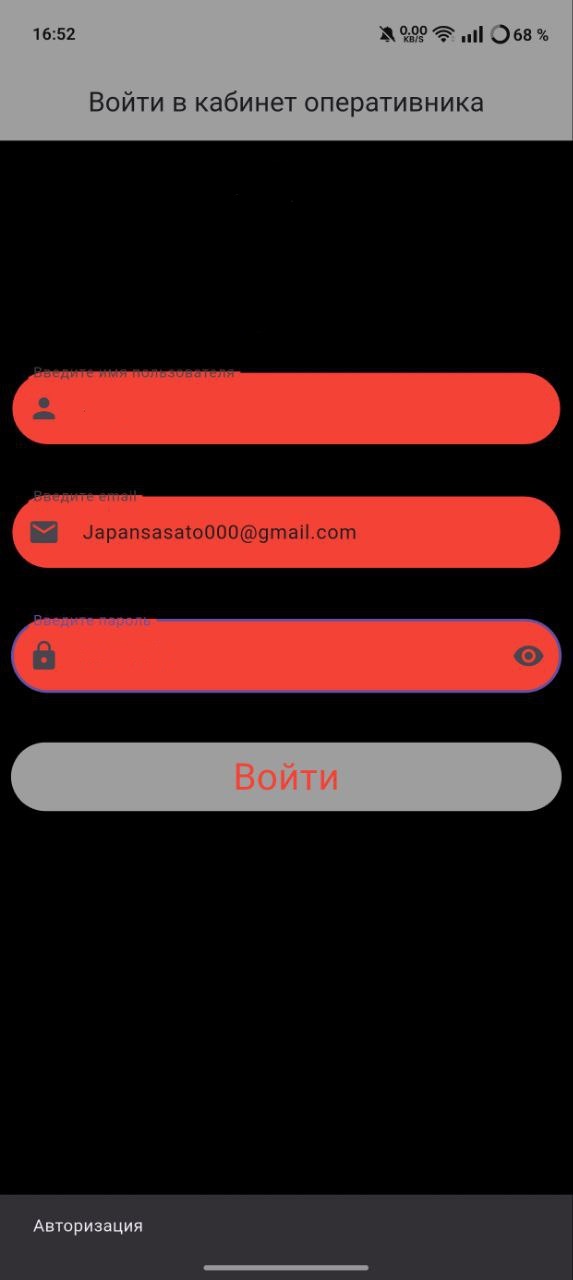 16:52
0.00
KB/S
68 %
Войти в кабинет оперативника
Введите имя пользователя
Введите email
Japansasato000@gmail.com
Введите пароль
Войти
Авторизация